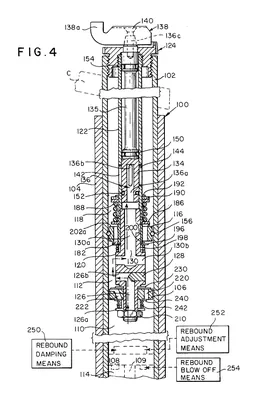 FIG. 4
138a
140
138
136c
124
154
102
135
C
100
122
150
144
134
136b
142
136
104
136a
192
152
190
188
186
118
116
202a
200
156
130a
196
182
198
130b
120
130
128
126b
230
112
220
126
106
222
240
126a
242
110
210
250
252
REBOUND
DAMPING
MEANS
REBOUND
ADJUSTMENT
MEANS
108
109
114
REBOUND
BLOW OFF
MEANS
254